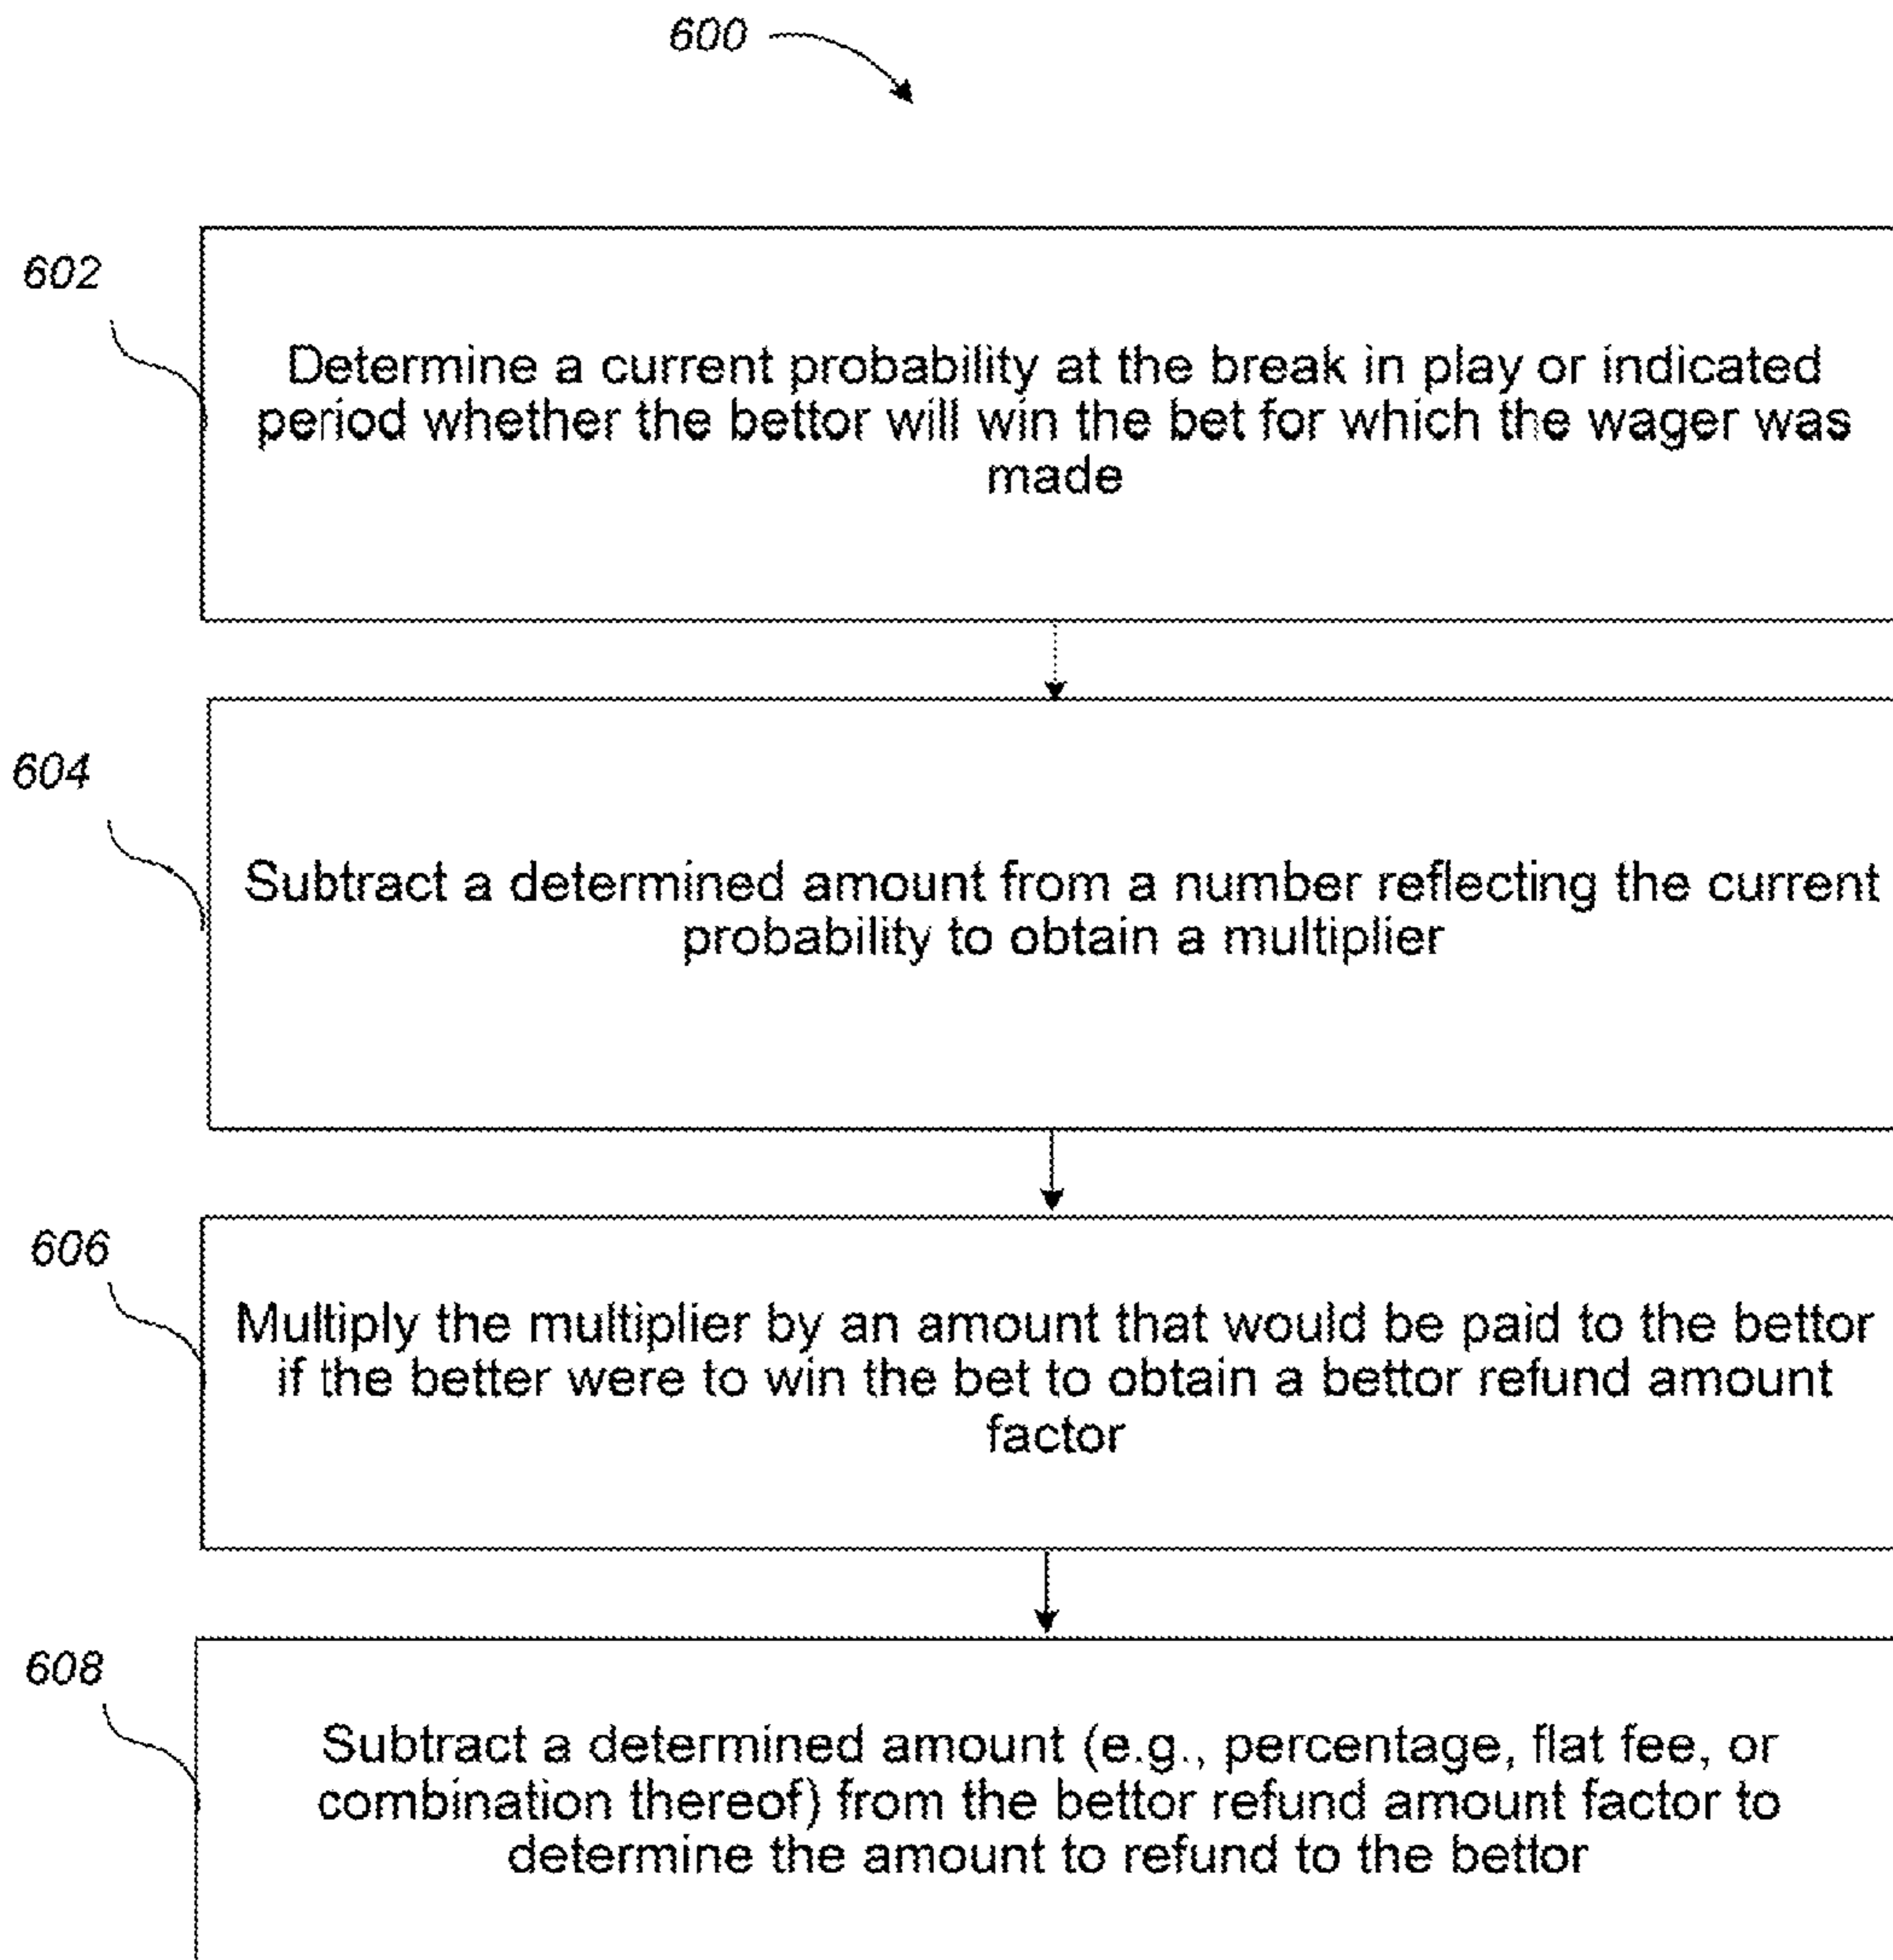 600
602
Determine a current probability at the break in play or indicated
period whether the bettor will win the bet for which the wager was
made
604
Subtract a determined amount from a number reflecting the current
probability to obtain a multiplier
606
Multiply the multiplier by an amount that would be paid to the bettor
if the better were to win the bet to obtain a bettor refund amount
factor
608
Subtract a determined amount (e.g., percentage, flat fee, or
combination thereof) from the bettor refund amount factor to
determine the amount to refund to the bettor